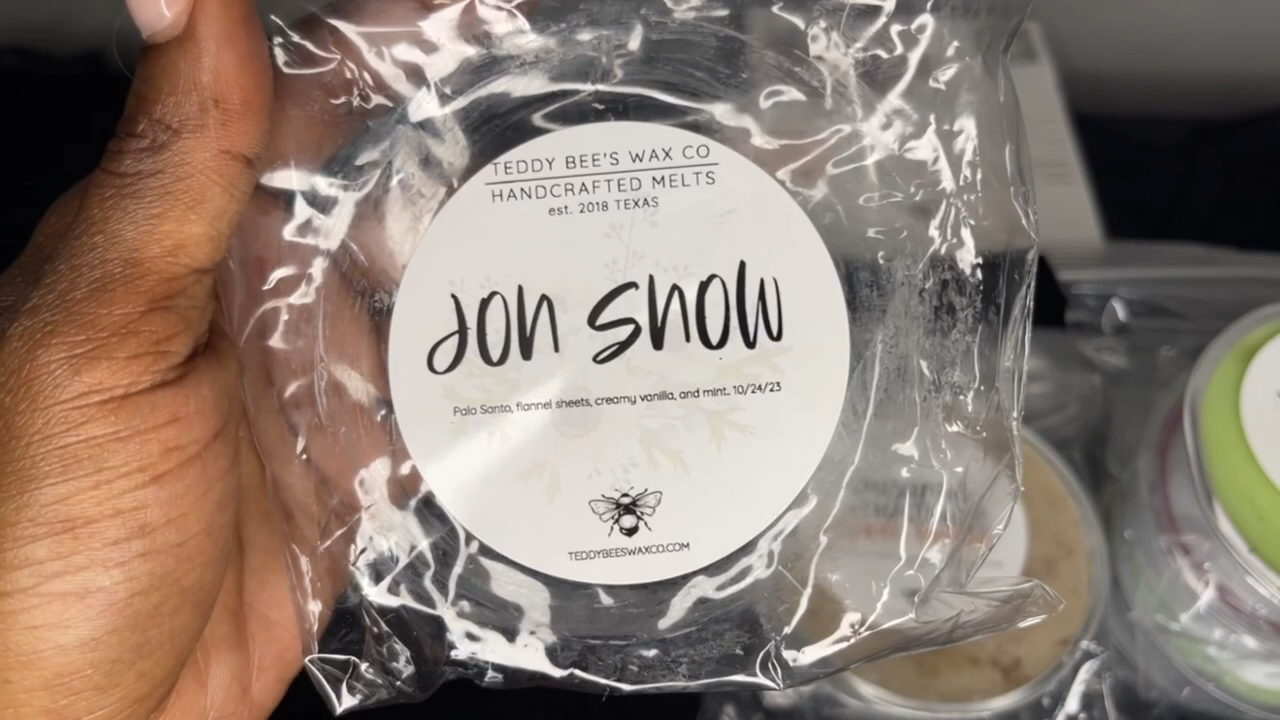 TEDDY BEE'S WAX CO
HANDCRAFTED MELTS
est. 2018 TEXAS
Jon Snow
Palo Santo, flannel sheets, creamy vanilla, and mint. 10/24/23
TEDDYBEESWAXCO.COM